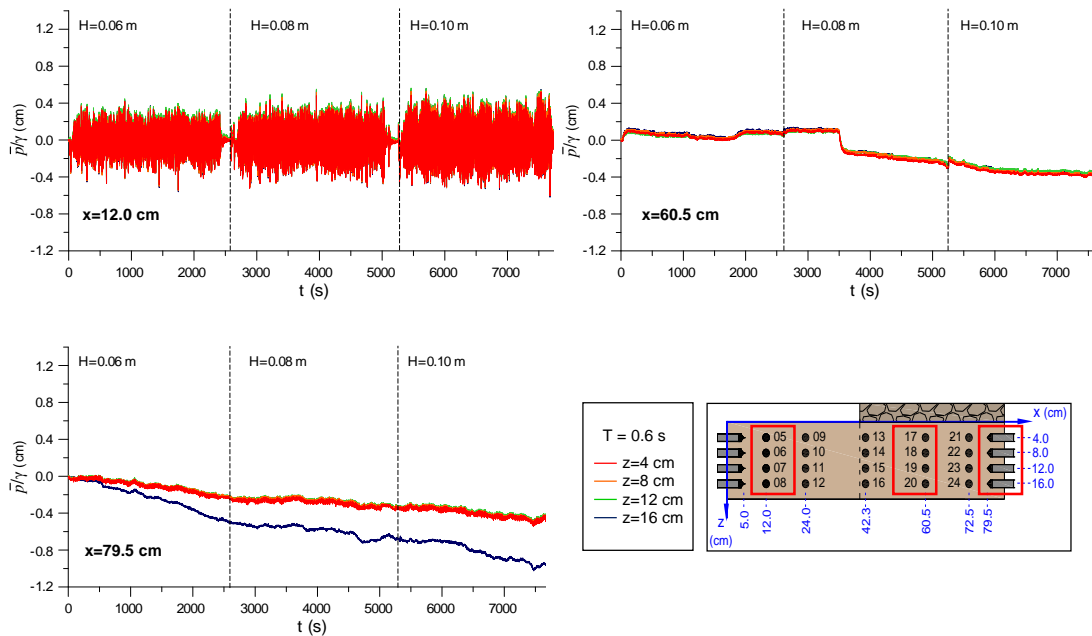 H=0.06 m H=0.08 m H=0.10 m
1.2
0.8
0.4
0.0
-0.4
-0.8
-1.2
p̅/γ (cm)
x=12.0 cm
0 1000 2000 3000 4000 5000 6000 7000
t (s)
H=0.06 m H=0.08 m H=0.10 m
1.2
0.8
0.4
0.0
-0.4
-0.8
-1.2
p̅/γ (cm)
x=60.5 cm
0 1000 2000 3000 4000 5000 6000 7000
t (s)
H=0.06 m H=0.08 m H=0.10 m
1.2
0.8
0.4
0.0
-0.4
-0.8
-1.2
p̅/γ (cm)
x=79.5 cm
0 1000 2000 3000 4000 5000 6000 7000
t (s)
T = 0.6 s
z=4 cm
z=8 cm
z=12 cm
z=16 cm
x (cm)
05 09 13 17 21 4.0
06 10 14 18 22 8.0
07 11 15 19 23 12.0
08 12 16 20 24 16.0
z
(cm)
5.0 12.0 24.0 42.3 60.5 72.5 79.5